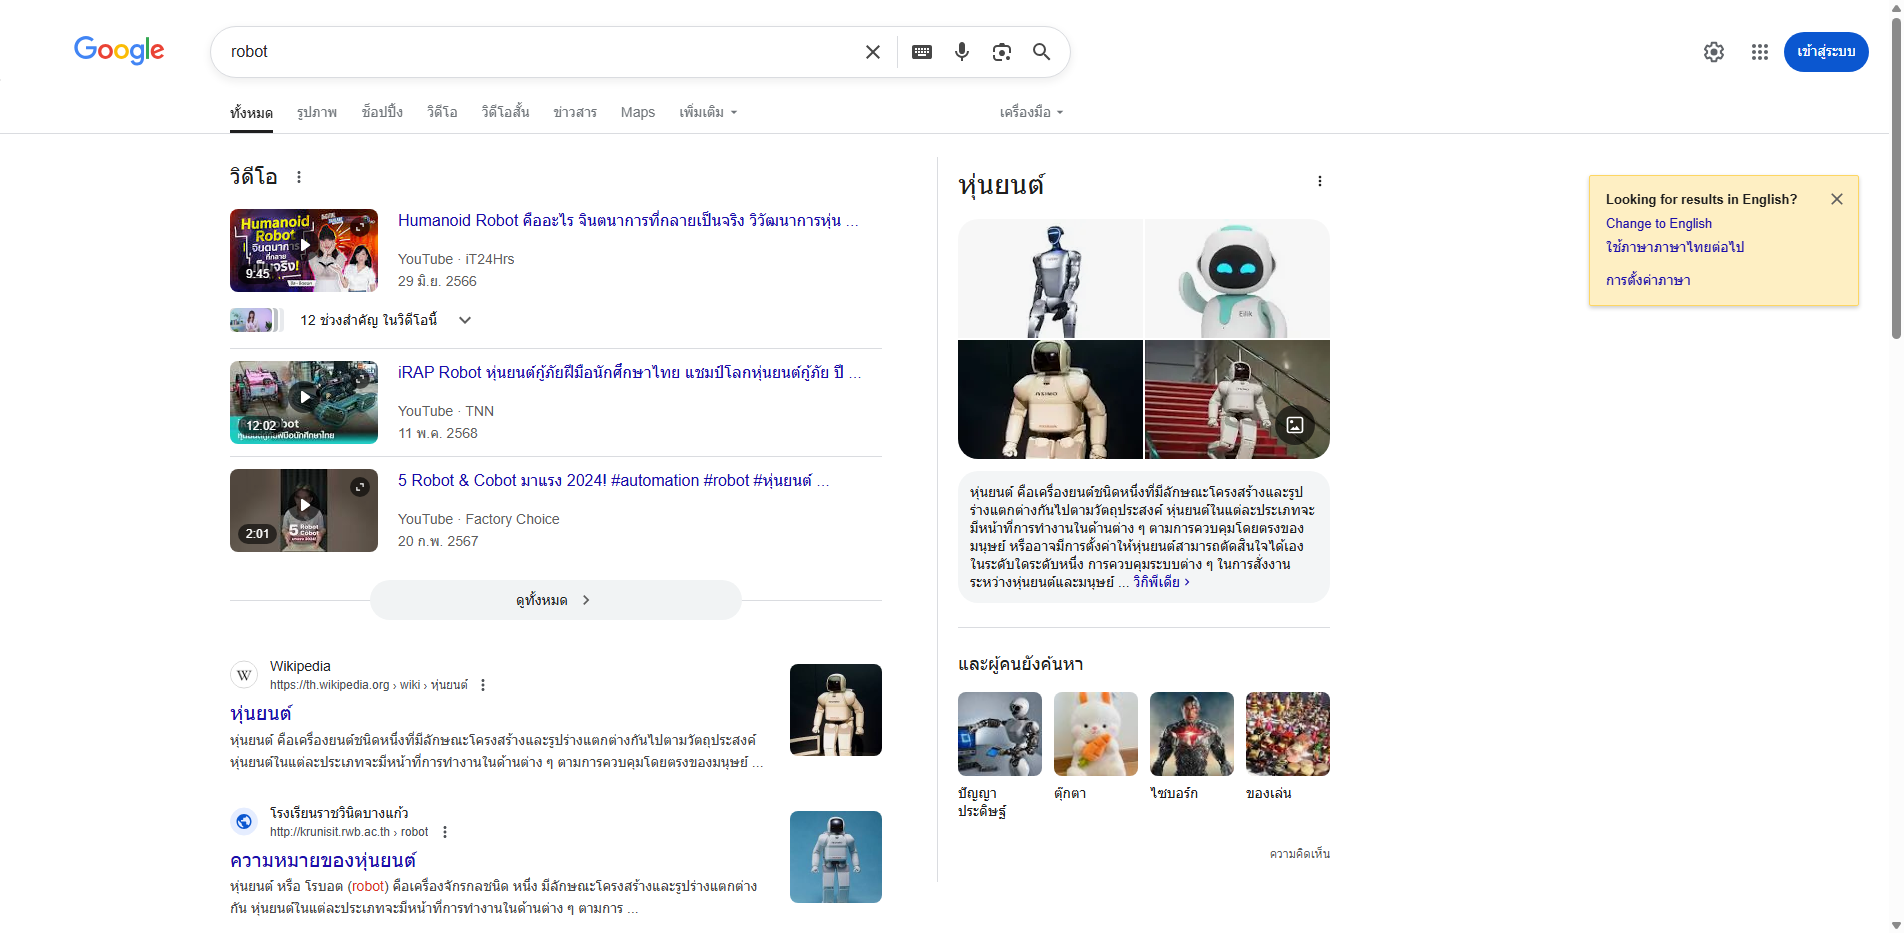 Google
robot
เข้าสู่ระบบ
ทั้งหมด
รูปภาพ
ช็อปปิ้ง
วิดีโอ
วิดีโอสั้น
ข่าวสาร
Maps
เพิ่มเติม
เครื่องมือ
วิดีโอ
Humanoid Robot
9:45
Humanoid Robot คืออะไร จินตนาการที่กลายเป็นจริง วิวัฒนาการหุ่น ...
YouTube · iT24Hrs
29 มิ.ย. 2566
12 ช่วงสำคัญ ในวิดีโอนี้
12:02
iRAP Robot หุ่นยนต์กู้ภัยฝีมือนักศึกษาไทย แชมป์โลกหุ่นยนต์กู้ภัย ปี ...
YouTube · TNN
11 พ.ค. 2568
2:01
5 Robot & Cobot มาแรง 2024! #automation #robot #หุ่นยนต์ ...
YouTube · Factory Choice
20 ก.พ. 2567
ดูทั้งหมด
W
Wikipedia
https://th.wikipedia.org › wiki › หุ่นยนต์
หุ่นยนต์
หุ่นยนต์ คือเครื่องยนต์ชนิดหนึ่งที่มีลักษณะโครงสร้างและรูปร่างแตกต่างกันไปตามวัตถุประสงค์
หุ่นยนต์ในแต่ละประเภทจะมีหน้าที่การทำงานในด้านต่าง ๆ ตามการควบคุมโดยตรงของมนุษย์ ...
โรงเรียนราชวินิตบางแก้ว
http://krunisit.rwb.ac.th › robot
ความหมายของหุ่นยนต์
หุ่นยนต์ หรือ โรบอต (robot) คือเครื่องจักรกลชนิด หนึ่ง มีลักษณะโครงสร้างและรูปร่างแตกต่าง
กัน หุ่นยนต์ในแต่ละประเภทจะมีหน้าที่การทำงานในด้านต่าง ๆ ตามการ ...
หุ่นยนต์
Eilik
ASIMO
หุ่นยนต์ คือเครื่องยนต์ชนิดหนึ่งที่มีลักษณะโครงสร้างและรูป
ร่างแตกต่างกันไปตามวัตถุประสงค์ หุ่นยนต์ในแต่ละประเภทจะ
มีหน้าที่การทำงานในด้านต่าง ๆ ตามการควบคุมโดยตรงของ
มนุษย์ หรืออาจมีการตั้งค่าให้หุ่นยนต์สามารถตัดสินใจได้เอง
ในระดับใดระดับหนึ่ง การควบคุมระบบต่าง ๆ ในการสั่งงาน
ระหว่างหุ่นยนต์และมนุษย์ ... วิกิพีเดีย ›
และผู้คนยังค้นหา
ปัญญา
ประดิษฐ์
ตุ๊กตา
ไซบอร์ก
ของเล่น
ความคิดเห็น
Looking for results in English?
Change to English
ใช้ภาษาภาษาไทยต่อไป
การตั้งค่าภาษา